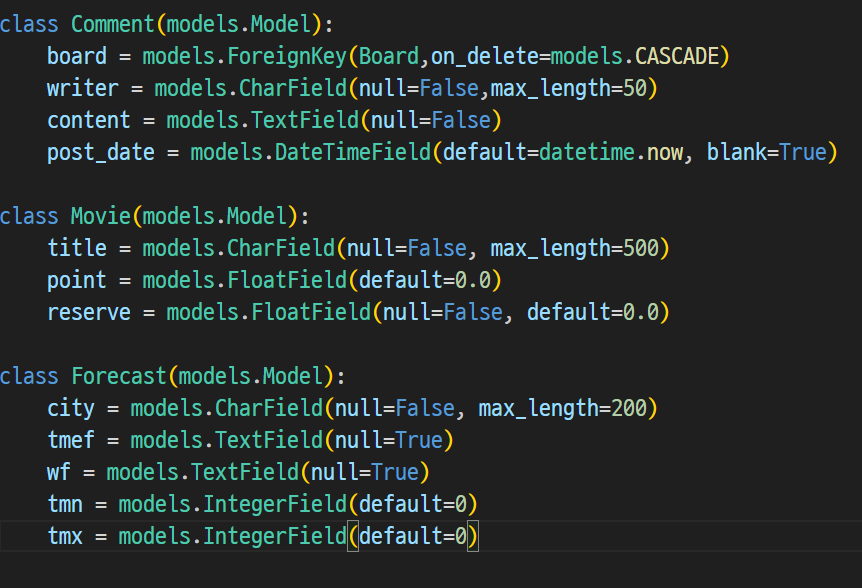 class Comment(models.Model):
    board = models.ForeignKey(Board,on_delete=models.CASCADE)
    writer = models.CharField(null=False,max_length=50)
    content = models.TextField(null=False)
    post_date = models.DateTimeField(default=datetime.now, blank=True)

class Movie(models.Model):
    title = models.CharField(null=False, max_length=500)
    point = models.FloatField(default=0.0)
    reserve = models.FloatField(null=False, default=0.0)

class Forecast(models.Model):
    city = models.CharField(null=False, max_length=200)
    tmef = models.TextField(null=True)
    wf = models.TextField(null=True)
    tmn = models.IntegerField(default=0)
    tmx = models.IntegerField(default=0)